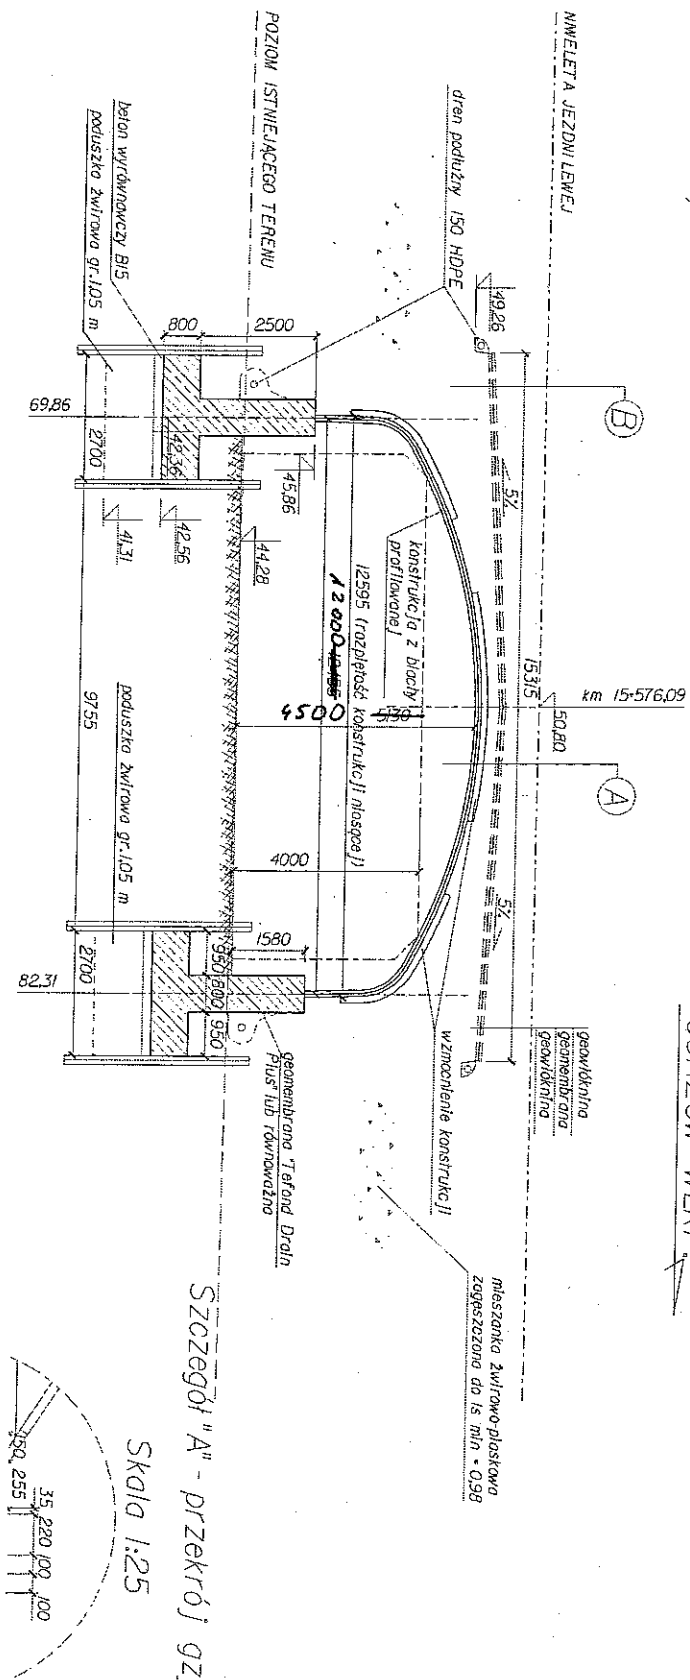 NIWELETA JEZDNI LEWEJ
km 15+576,09
50,80
B
A
15315
5%
5%
49,26
geowłóknina
geomembrana
geowłóknina
dren podłużny 150 HDPE
wzmocnienie konstrukcji
mieszanka żwirowo-piaskowa
zagęszczona do Is min = 0,98
konstrukcja z blachy
profilowanej
12595 (rozpiętość konstrukcji niosącej)
12000
4500
5130
4000
1580
2500
800
45,86
44,28
POZIOM ISTNIEJĄCEGO TERENU
geomembrana "Tefond Drain
Plus" lub równoważna
42,36
42,56
41,31
950 800 950
beton wyrównawczy B15
poduszka żwirowa gr.1,05 m
poduszka żwirowa gr.1,05 m
2700
9755
2700
69,86
82,31
Szczegół "A" - przekrój
Skala 1:25
35 220 100 100
150 255